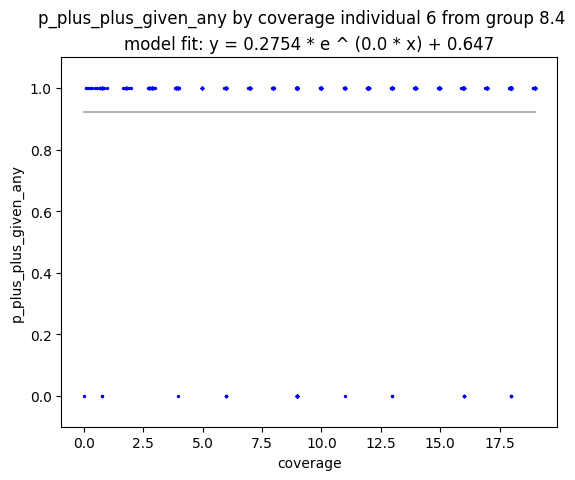 p_plus_plus_given_any by coverage individual 6 from group 8.4
model fit: y = 0.2754 * e ^ (0.0 * x) + 0.647
p_plus_plus_given_any
1.0
0.8
0.6
0.4
0.2
0.0
0.0 2.5 5.0 7.5 10.0 12.5 15.0 17.5
coverage